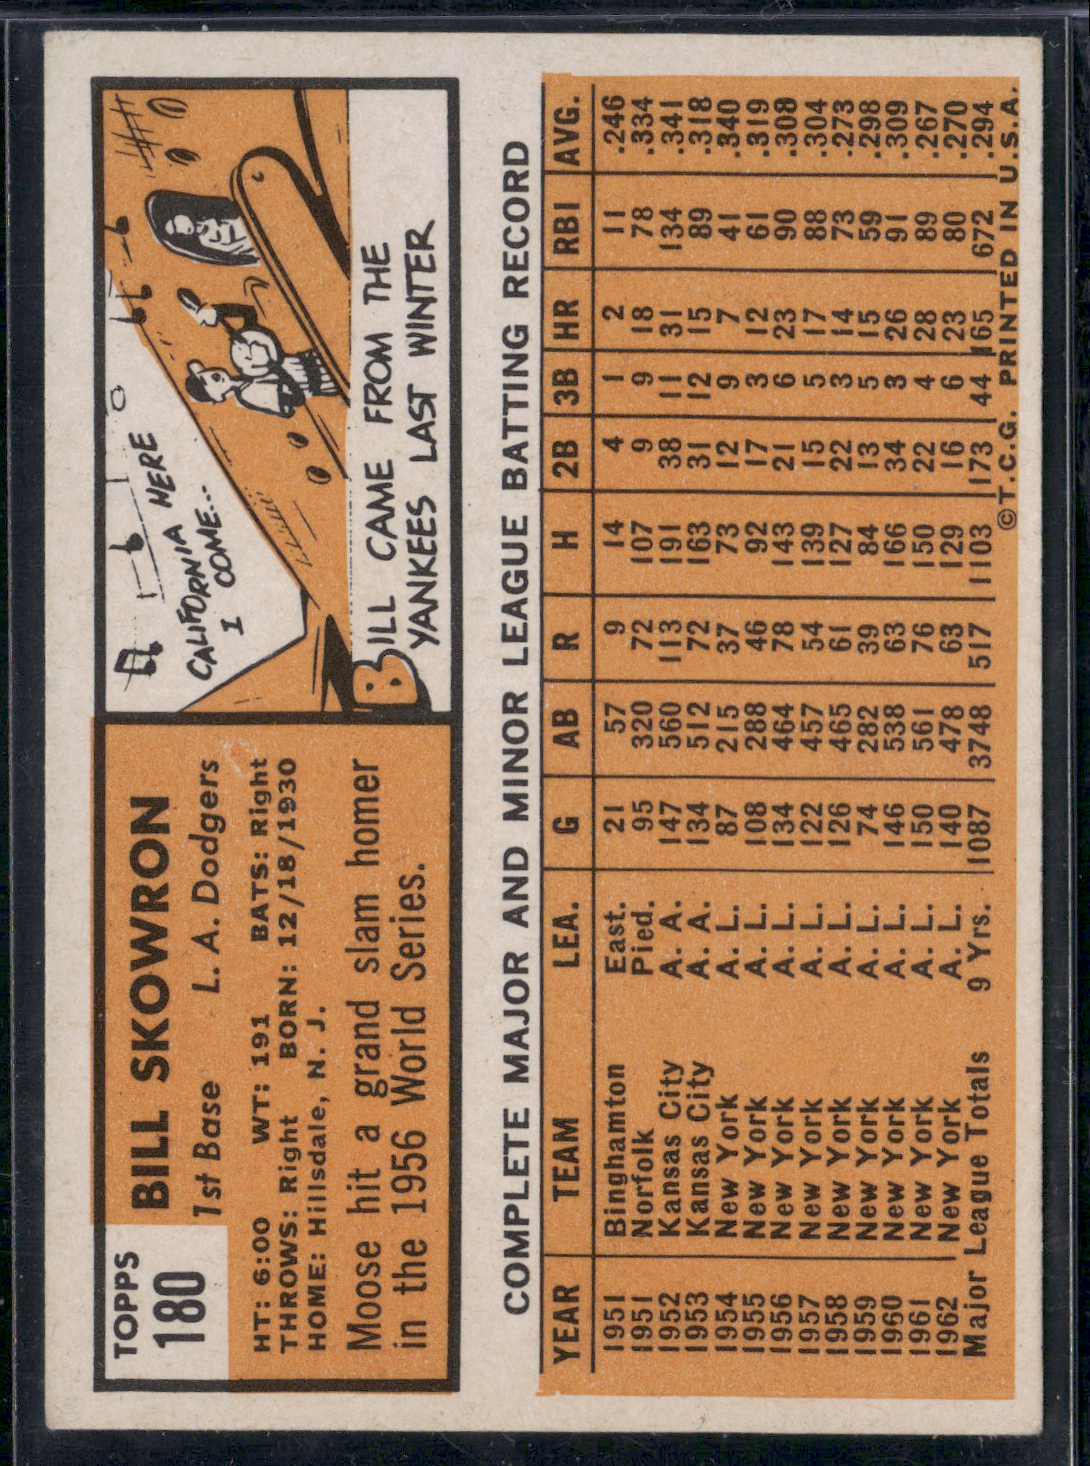 TOPPS
180
BILL SKOWRON
1st Base L. A. Dodgers
HT: 6:00 WT: 191 BATS: Right
THROWS: Right BORN: 12/18/1930
HOME: Hillsdale, N. J.
Moose hit a grand slam homer
in the 1956 World Series.
CALIFORNIA HERE
I COME...
BILL CAME FROM THE
YANKEES LAST WINTER
COMPLETE MAJOR AND MINOR LEAGUE BATTING RECORD
YEAR TEAM LEA. G AB R H 2B 3B HR RBI AVG.
1951 Binghamton East. 21 57 9 14 4 1 2 11 .246
1951 Norfolk Pied. 95 320 72 107 9 9 18 78 .334
1952 Kansas City A. A. 147 560 113 191 38 11 31 134 .341
1953 Kansas City A. A. 134 512 72 163 31 12 15 89 .318
1954 New York A. L. 87 215 37 73 12 9 7 41 .340
1955 New York A. L. 108 288 46 92 17 3 12 61 .319
1956 New York A. L. 134 464 78 143 21 6 23 90 .308
1957 New York A. L. 122 457 54 139 15 5 17 88 .304
1958 New York A. L. 126 465 61 127 22 3 14 73 .273
1959 New York A. L. 74 282 39 84 13 5 15 59 .298
1960 New York A. L. 146 538 63 166 34 3 26 91 .309
1961 New York A. L. 150 561 76 150 22 4 28 89 .267
1962 New York A. L. 140 478 63 129 16 6 23 80 .270
Major League Totals 9 Yrs. 1087 3748 517 1103 173 44 165 672 .294
©T.C.G. PRINTED IN U.S.A.